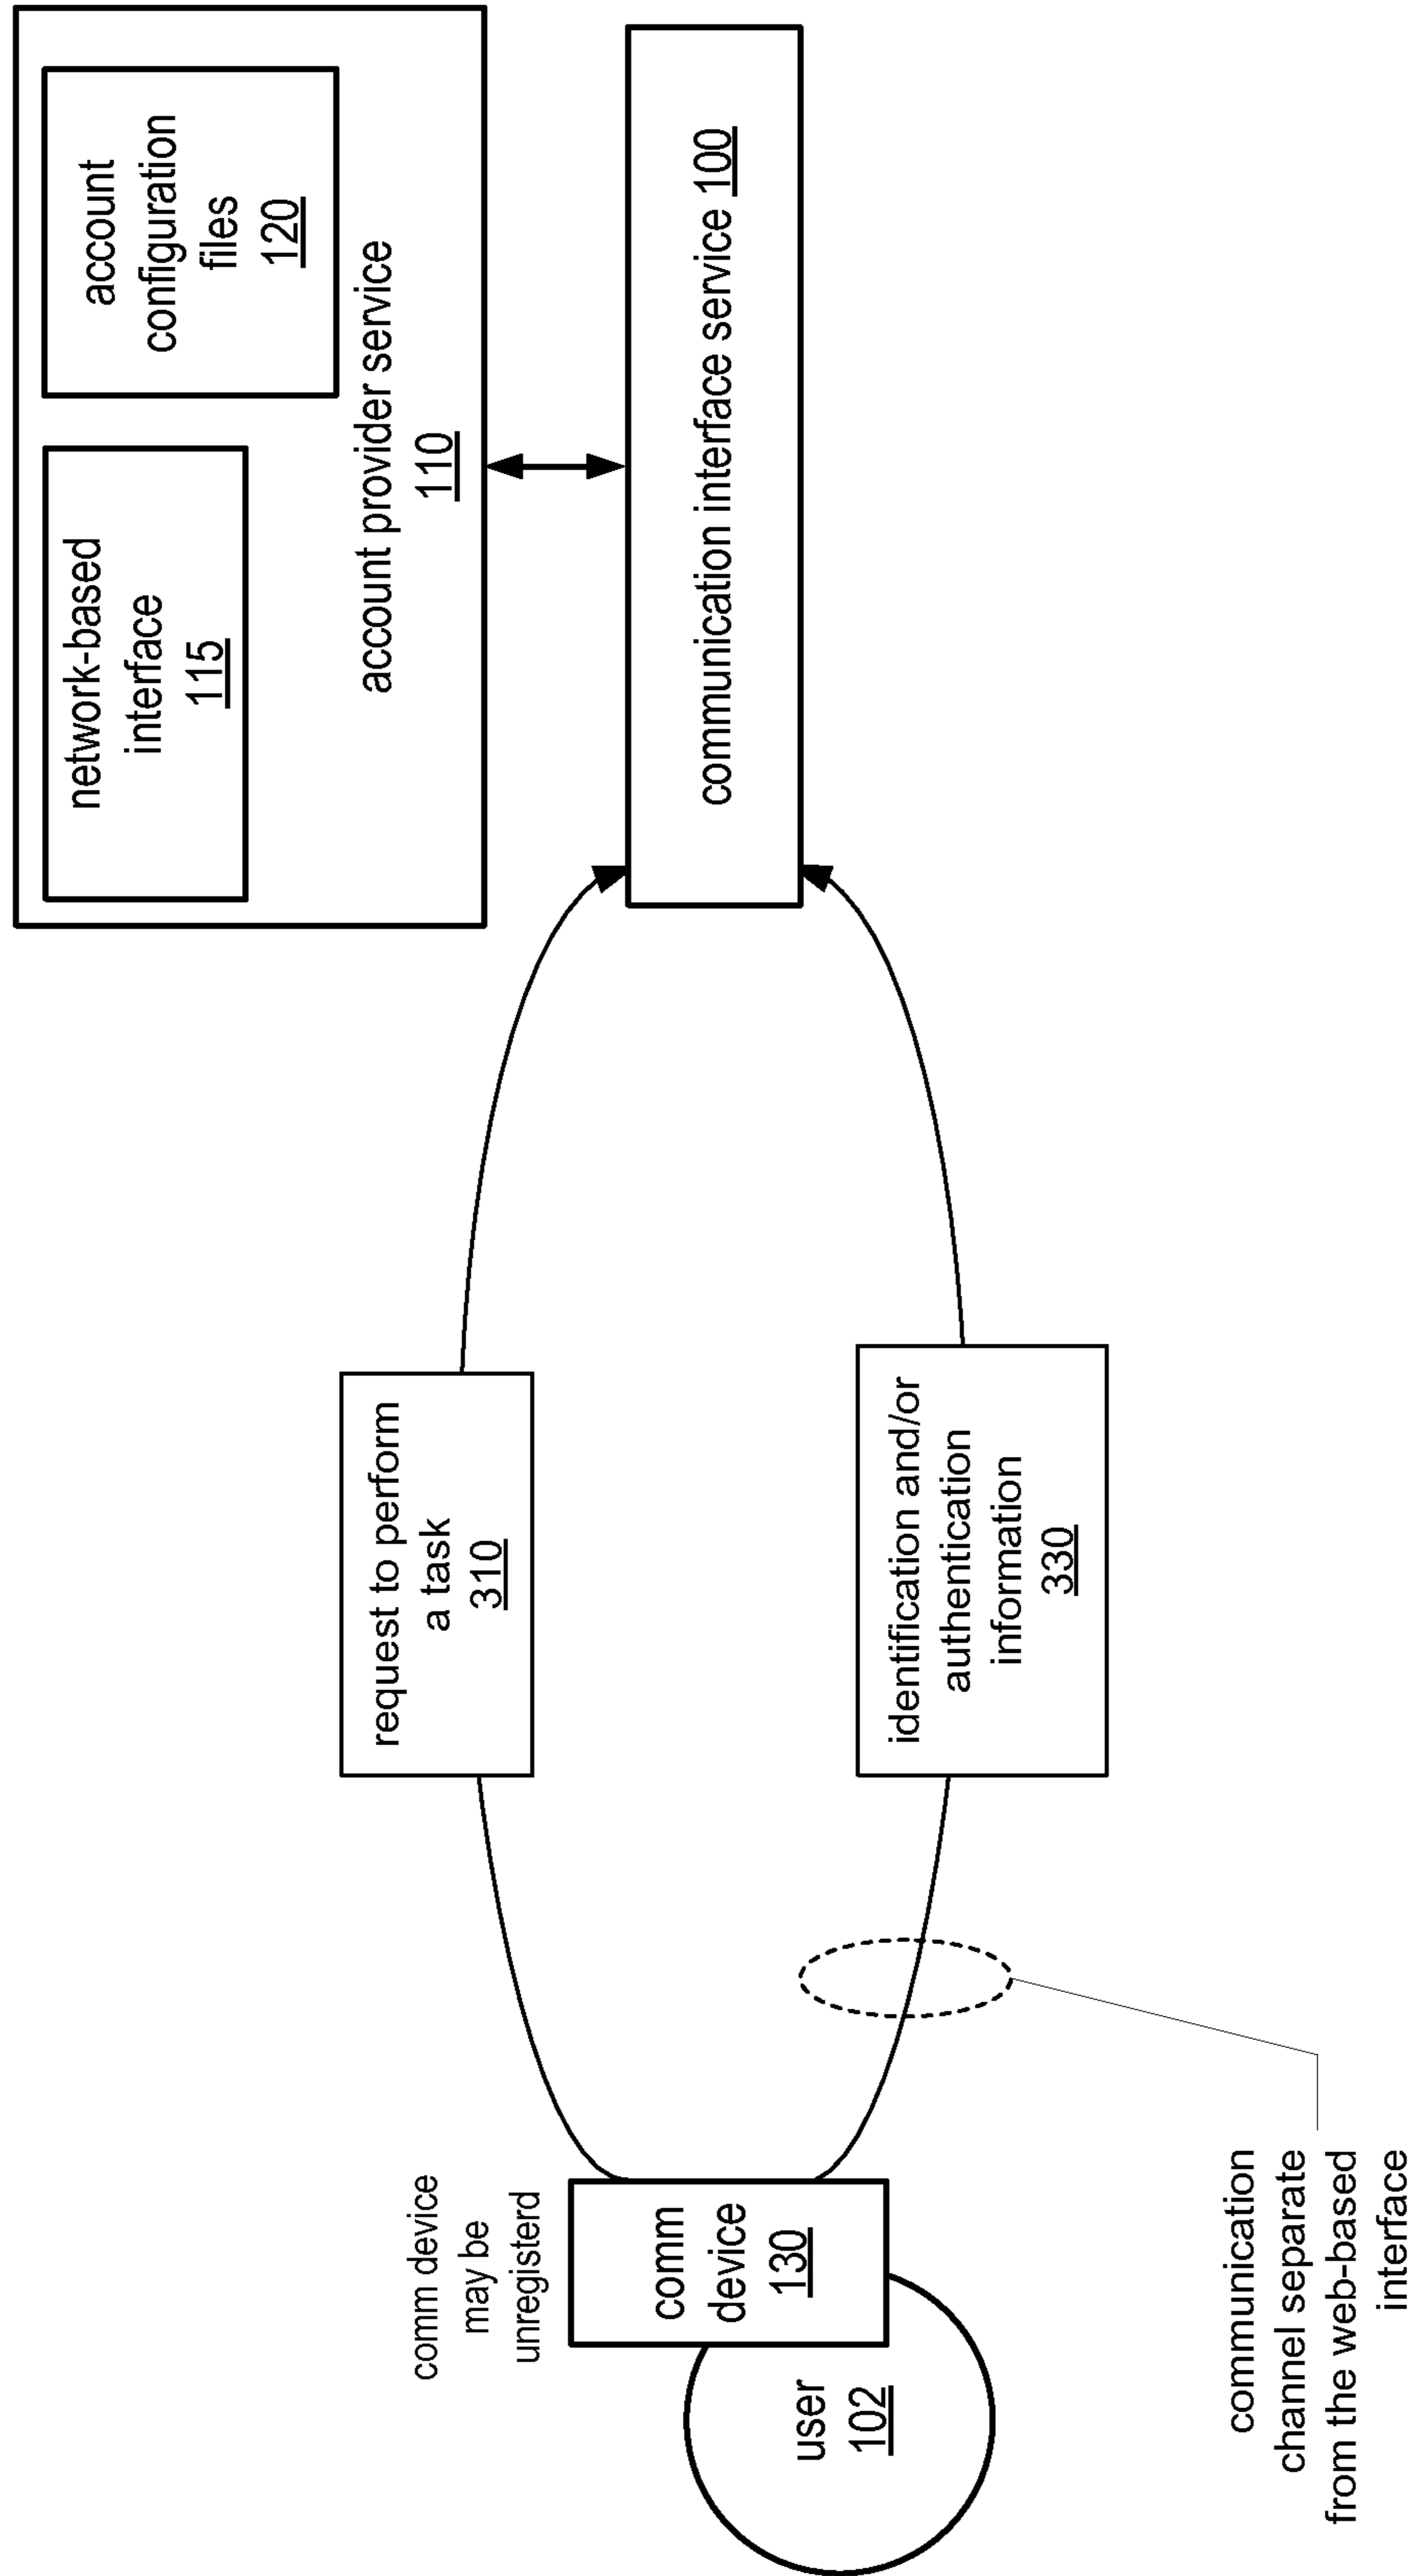 network-based
interface
115
account
configuration
files
120
account provider service
110
communication interface service 100
request to perform
a task
310
comm device
may be
unregisterd
comm
device
130
user
102
identification and/or
authentication
information
330
communication
channel separate
from the web-based
interface